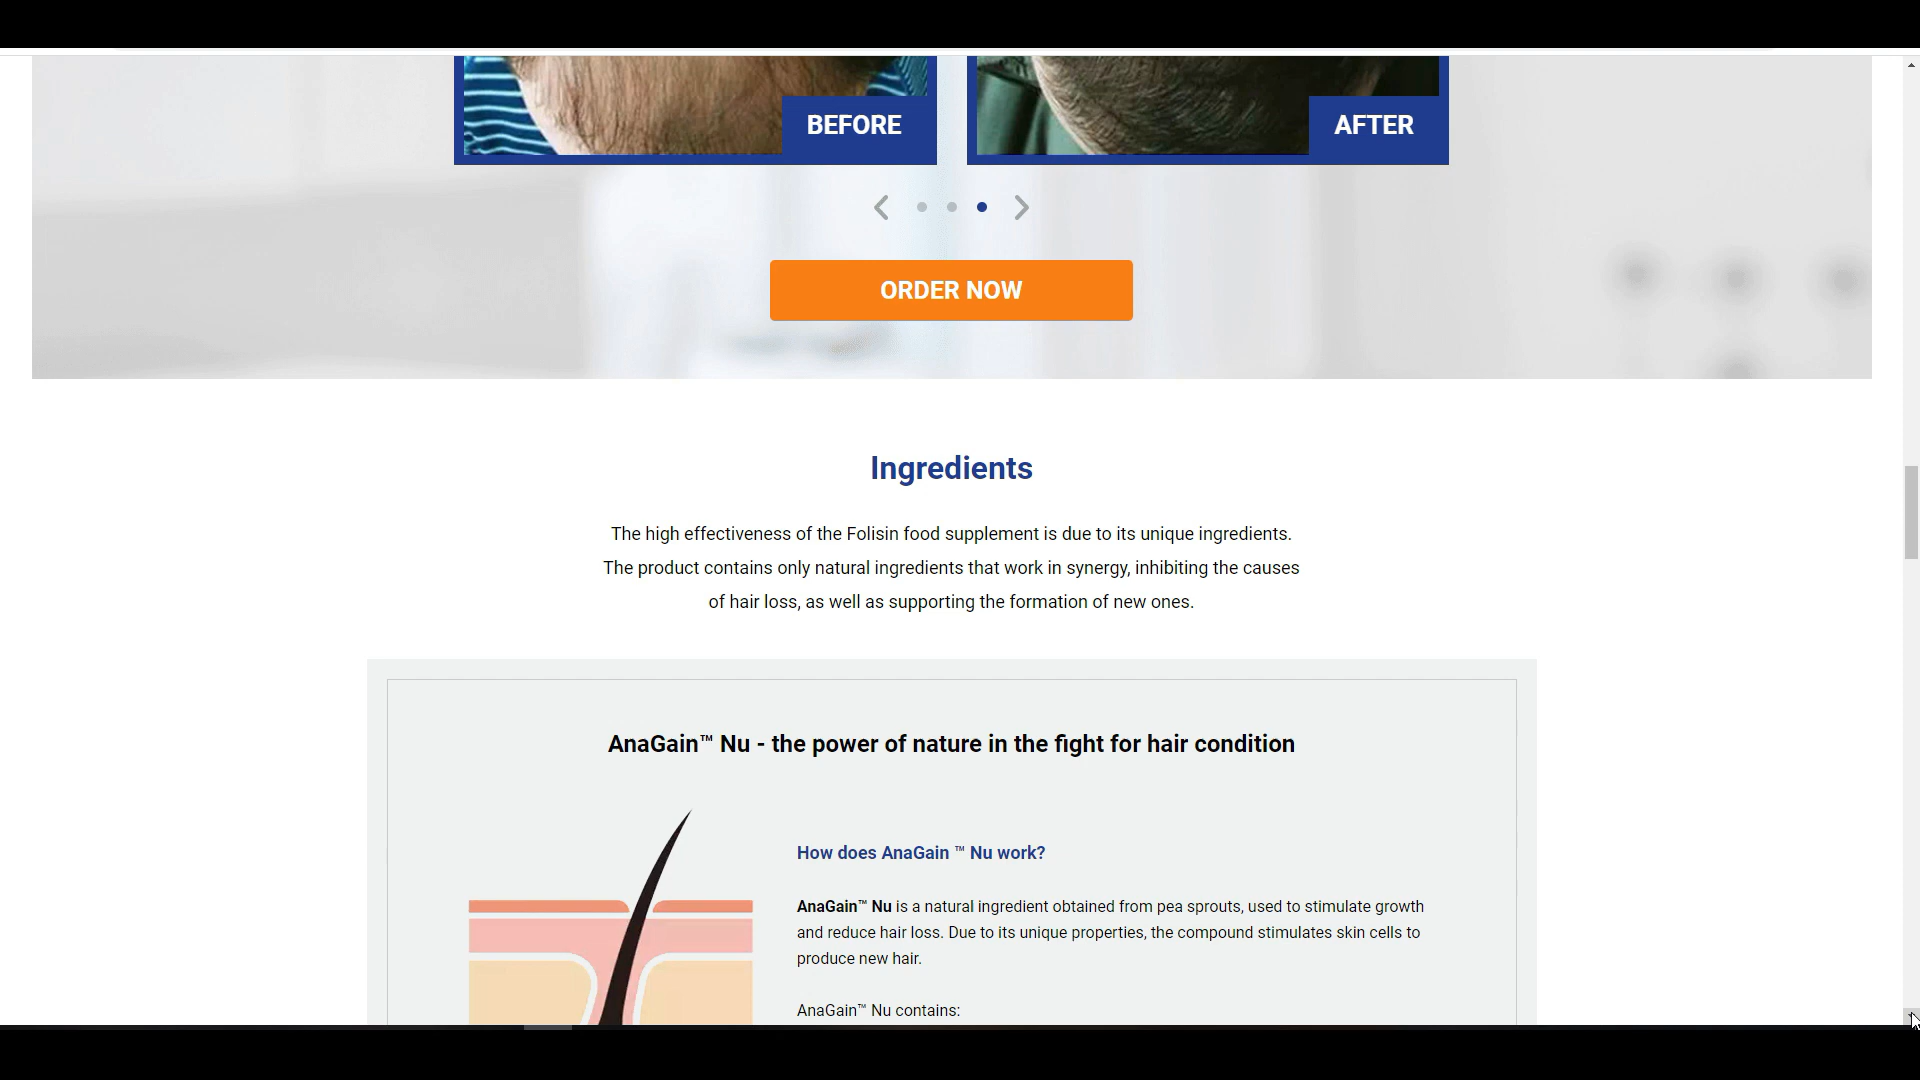 BEFORE
AFTER
ORDER NOW
Ingredients
The high effectiveness of the Folisin food supplement is due to its unique ingredients.
The product contains only natural ingredients that work in synergy, inhibiting the causes
of hair loss, as well as supporting the formation of new ones.
AnaGain™ Nu - the power of nature in the fight for hair condition
How does AnaGain ™ Nu work?
AnaGain™ Nu is a natural ingredient obtained from pea sprouts, used to stimulate growth
and reduce hair loss. Due to its unique properties, the compound stimulates skin cells to
produce new hair.
AnaGain™ Nu contains: